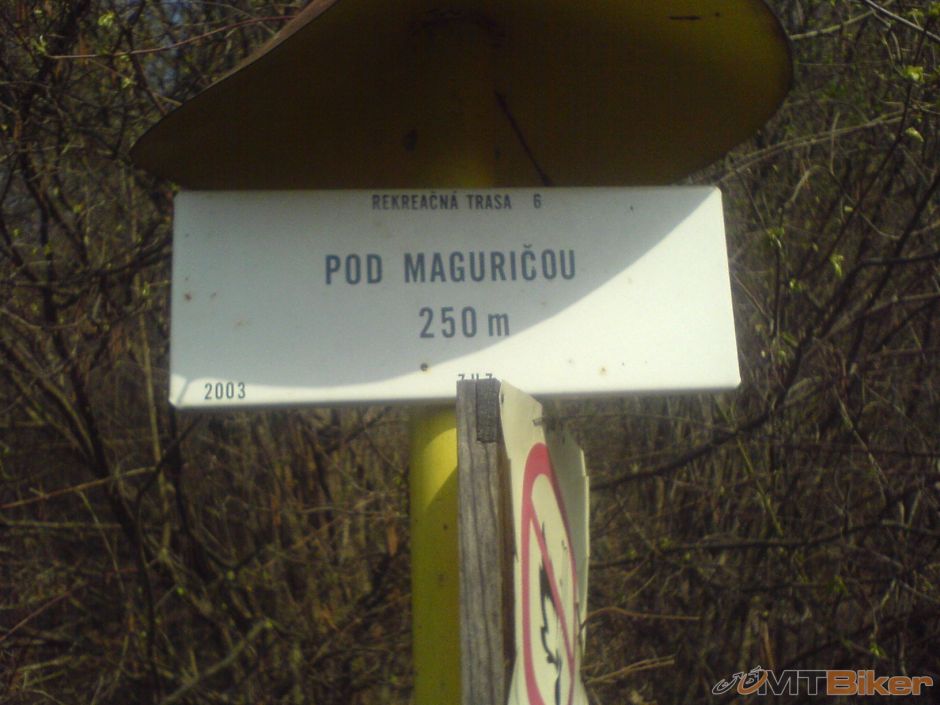 REKREAČNÁ TRASA 6
POD MAGURIČOU
250 m
2003
MTBiker